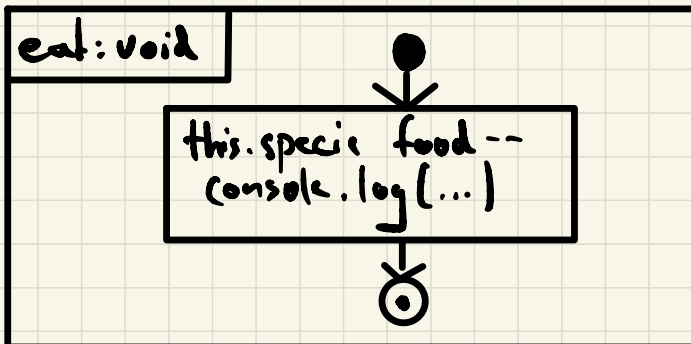 eat: void
this.specie food--
console.log(...)